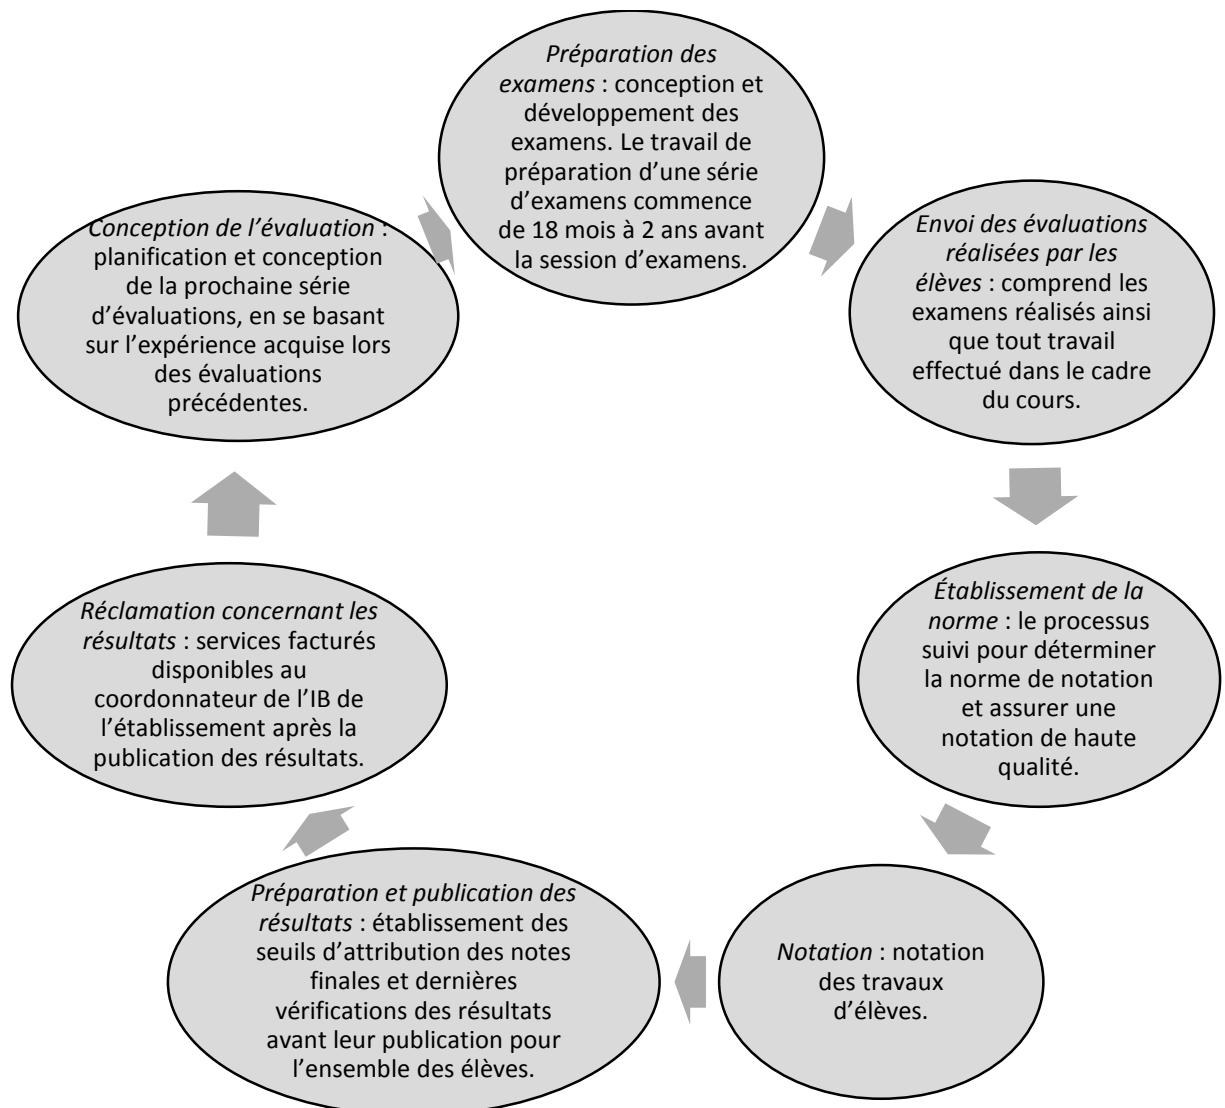 Préparation des
examens : conception et
développement des
examens. Le travail de
préparation d’une série
d’examens commence
de 18 mois à 2 ans avant
la session d’examens.
Envoi des évaluations
réalisées par les
élèves : comprend les
examens réalisés ainsi
que tout travail
effectué dans le cadre
du cours.
Établissement de la
norme : le processus
suivi pour déterminer
la norme de notation
et assurer une
notation de haute
qualité.
Notation : notation
des travaux
d’élèves.
Préparation et publication des
résultats : établissement des
seuils d’attribution des notes
finales et dernières
vérifications des résultats
avant leur publication pour
l’ensemble des élèves.
Réclamation concernant les
résultats : services facturés
disponibles au
coordonnateur de l’IB de
l’établissement après la
publication des résultats.
Conception de l’évaluation :
planification et conception
de la prochaine série
d’évaluations, en se basant
sur l’expérience acquise lors
des évaluations
précédentes.